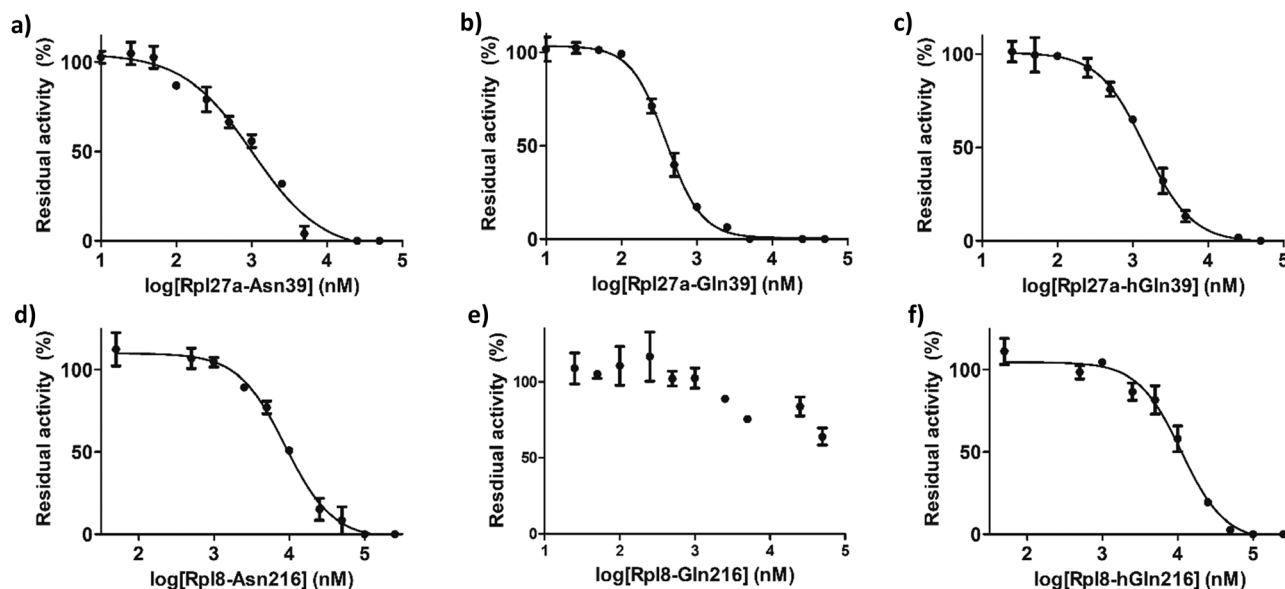 a)
Residual activity (%)
100
50
0
1 2 3 4 5
log[Rpl27a-Asn39] (nM)
b)
Residual activity (%)
100
50
0
1 2 3 4 5
log[Rpl27a-Gln39] (nM)
c)
Residual activity (%)
100
50
0
1 2 3 4 5
log[Rpl27a-hGln39] (nM)
d)
Residual activity (%)
100
50
0
2 3 4 5
log[Rpl8-Asn216] (nM)
e)
Resdiual activity (%)
100
50
0
1 2 3 4 5
log[Rpl8-Gln216] (nM)
f)
Residual activity (%)
100
50
0
2 3 4 5
log[Rpl8-hGln216] (nM)